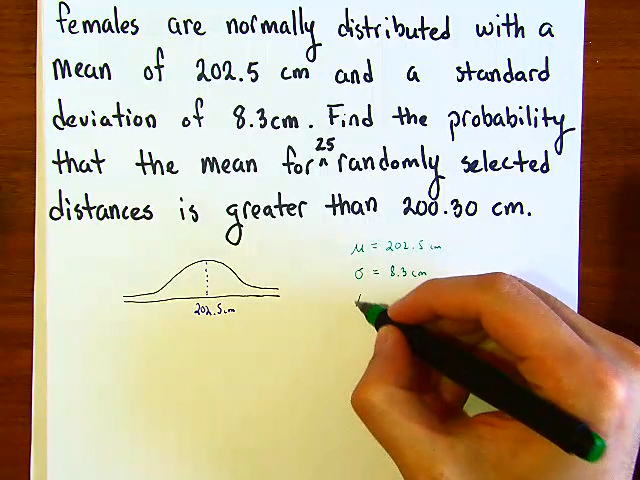 females are normally distributed with a
mean of 202.5 cm and a standard
deviation of 8.3cm. Find the probability
that the mean for ^25 randomly selected
distances is greater than 200.30 cm.
μ = 202.5 cm
σ = 8.3 cm
202.5cm